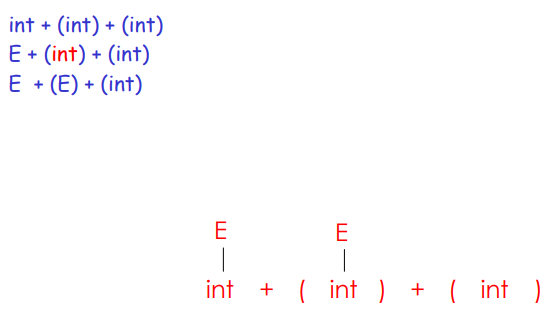 int + (int) + (int)
E + (int) + (int)
E + (E) + (int)
E E
int + ( int ) + ( int )